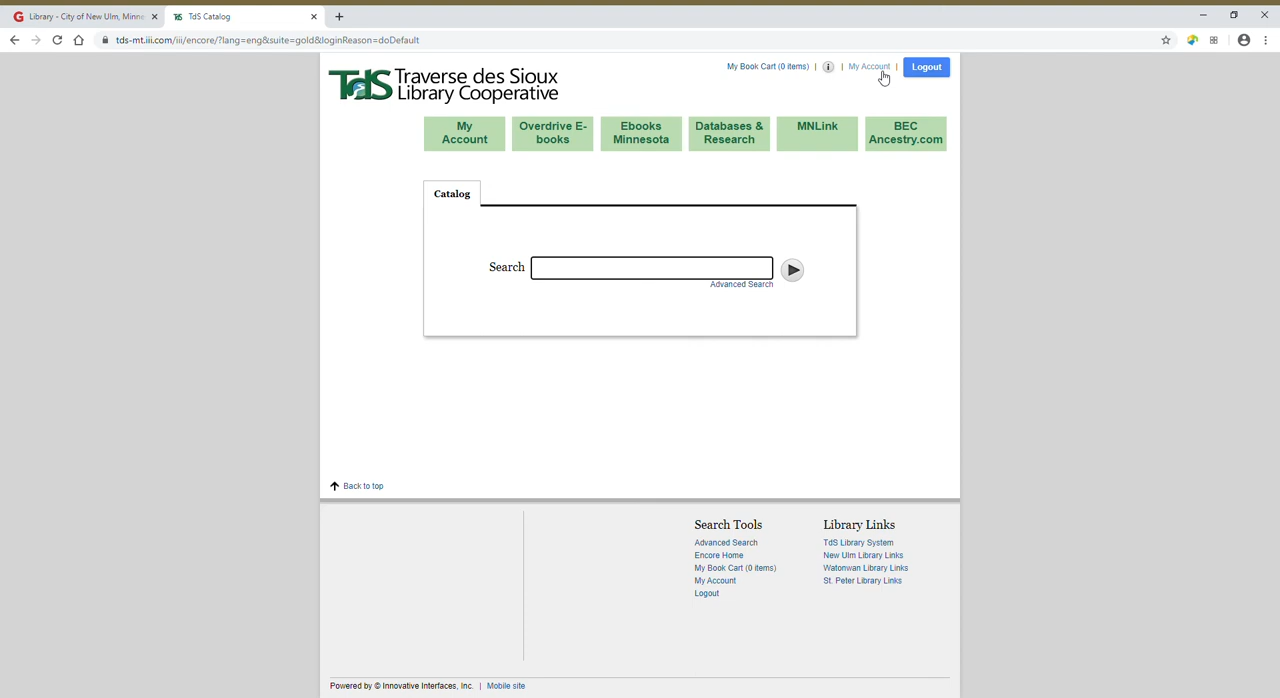 Library - City of New Ulm, Minne
TdS Catalog
tds-mt.iii.com/iii/encore/?lang=eng&suite=gold&loginReason=doDefault
My Book Cart (0 items) | i | My Account | Logout
TdS Traverse des Sioux
Library Cooperative
My
Account
Overdrive E-
books
Ebooks
Minnesota
Databases &
Research
MNLink
BEC
Ancestry.com
Catalog
Search
Advanced Search
Back to top
Search Tools
Advanced Search
Encore Home
My Book Cart (0 items)
My Account
Logout
Library Links
TdS Library System
New Ulm Library Links
Watonwan Library Links
St. Peter Library Links
Powered by © Innovative Interfaces, Inc. | Mobile site